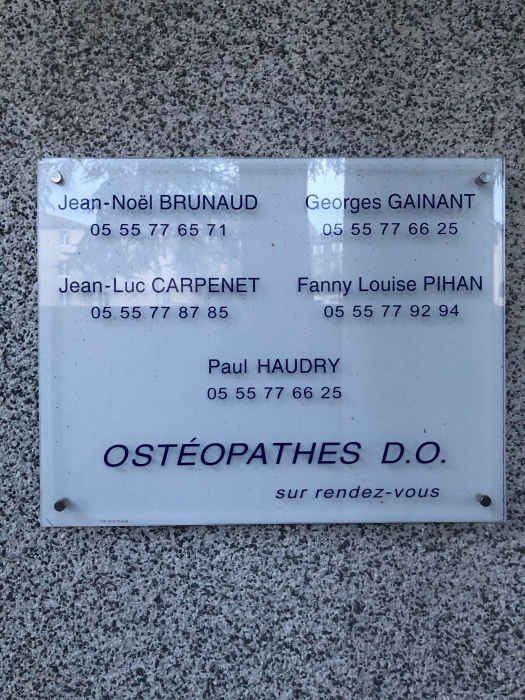 Jean-Noël BRUNAUD
05 55 77 65 71
Georges GAINANT
05 55 77 66 25
Jean-Luc CARPENET
05 55 77 87 85
Fanny Louise PIHAN
05 55 77 92 94
Paul HAUDRY
05 55 77 66 25
OSTÉOPATHES D.O.
sur rendez-vous